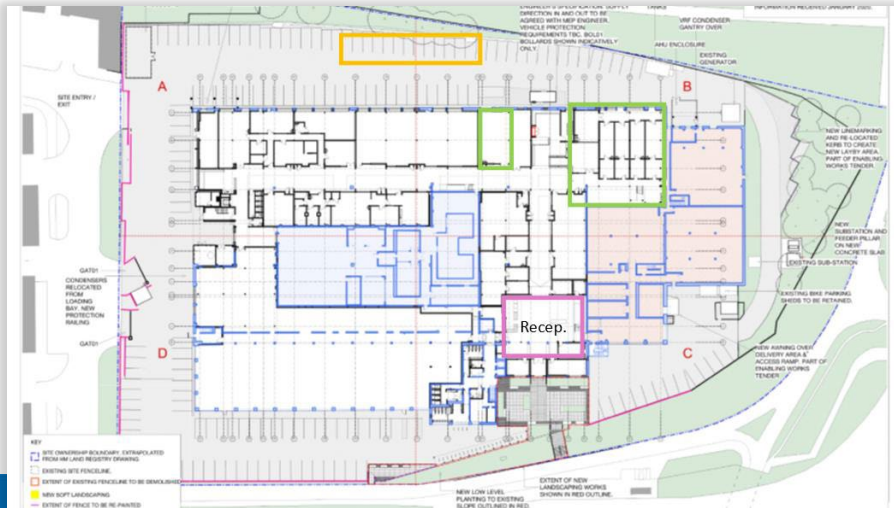 ENGINEER'S SPECIFICATION. SUPPLY
DIRECTION IN AND OUT TO BE
AGREED WITH MEP ENGINEER.
VEHICLE PROTECTION
REQUIREMENTS TBC. BOL01
BOLLARDS SHOWN INDICATIVELY
ONLY.
TANKS
VRF CONDENSER
GANTRY OVER
INFORMATION RECEIVED JANUARY 2020.
AHU ENCLOSURE
EXISTING
GENERATOR
A
B
SITE ENTRY /
EXIT
NEW LINEMARKING
AND RE-LOCATED
KERB TO CREATE
NEW LAYBY AREA.
PART OF ENABLING
WORKS TENDER.
NEW
SUBSTATION AND
FEEDER PILLAR
ON NEW
CONCRETE SLAB
EXISTING SUB-STATION
GAT01
CONDENSERS
RELOCATED
FROM
LOADING
BAY. NEW
PROTECTION
RAILING
GAT01
EXISTING BIKE PARKING
SHEDS TO BE RETAINED.
Recep.
D
C
NEW AWNING OVER
DELIVERY AREA &
ACCESS RAMP. PART OF
ENABLING WORKS
TENDER
KEY
SITE OWNERSHIP BOUNDARY, EXTRAPOLATED
FROM HM LAND REGISTRY DRAWING.
EXISTING SITE FENCELINE.
EXTENT OF EXISTING FENCELINE TO BE DEMOLISHED
NEW SOFT LANDSCAPING
EXTENT OF FENCE TO BE RE-PAINTED
NEW LOW LEVEL
PLANTING TO EXISTING
SLOPE OUTLINED IN RED.
EXTENT OF NEW
LANDSCAPING WORKS
SHOWN IN RED OUTLINE.